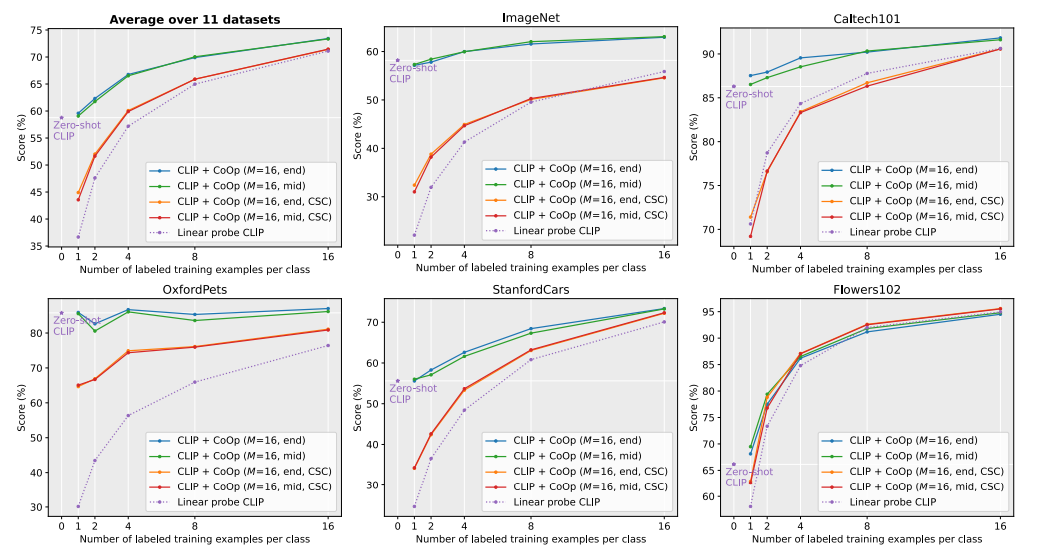 Average over 11 datasets
75
70
65
60
55
50
45
40
35
Score (%)
Zero-shot
CLIP
CLIP + CoOp (M=16, end)
CLIP + CoOp (M=16, mid)
CLIP + CoOp (M=16, end, CSC)
CLIP + CoOp (M=16, mid, CSC)
Linear probe CLIP
0 1 2 4 8 16
Number of labeled training examples per class
ImageNet
60
50
40
30
Score (%)
Zero-shot
CLIP
CLIP + CoOp (M=16, end)
CLIP + CoOp (M=16, mid)
CLIP + CoOp (M=16, end, CSC)
CLIP + CoOp (M=16, mid, CSC)
Linear probe CLIP
0 1 2 4 8 16
Number of labeled training examples per class
Caltech101
90
85
80
75
70
Score (%)
Zero-shot
CLIP
CLIP + CoOp (M=16, end)
CLIP + CoOp (M=16, mid)
CLIP + CoOp (M=16, end, CSC)
CLIP + CoOp (M=16, mid, CSC)
Linear probe CLIP
0 1 2 4 8 16
Number of labeled training examples per class
OxfordPets
80
70
60
50
40
30
Score (%)
Zero-shot
CLIP
CLIP + CoOp (M=16, end)
CLIP + CoOp (M=16, mid)
CLIP + CoOp (M=16, end, CSC)
CLIP + CoOp (M=16, mid, CSC)
Linear probe CLIP
0 1 2 4 8 16
Number of labeled training examples per class
StanfordCars
70
60
50
40
30
Score (%)
Zero-shot
CLIP
CLIP + CoOp (M=16, end)
CLIP + CoOp (M=16, mid)
CLIP + CoOp (M=16, end, CSC)
CLIP + CoOp (M=16, mid, CSC)
Linear probe CLIP
0 1 2 4 8 16
Number of labeled training examples per class
Flowers102
95
90
85
80
75
70
65
60
Score (%)
Zero-shot
CLIP
CLIP + CoOp (M=16, end)
CLIP + CoOp (M=16, mid)
CLIP + CoOp (M=16, end, CSC)
CLIP + CoOp (M=16, mid, CSC)
Linear probe CLIP
0 1 2 4 8 16
Number of labeled training examples per class